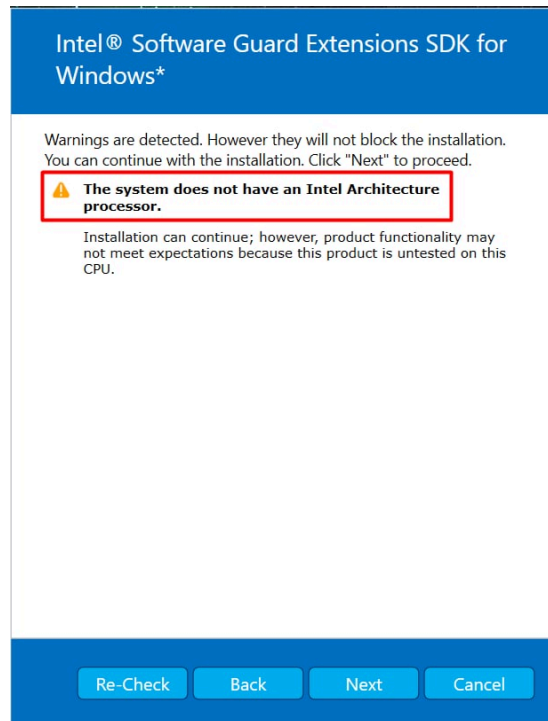 Intel® Software Guard Extensions SDK for
Windows*
Warnings are detected. However they will not block the installation.
You can continue with the installation. Click "Next" to proceed.
The system does not have an Intel Architecture
processor.
Installation can continue; however, product functionality may
not meet expectations because this product is untested on this
CPU.
Re-Check Back Next Cancel